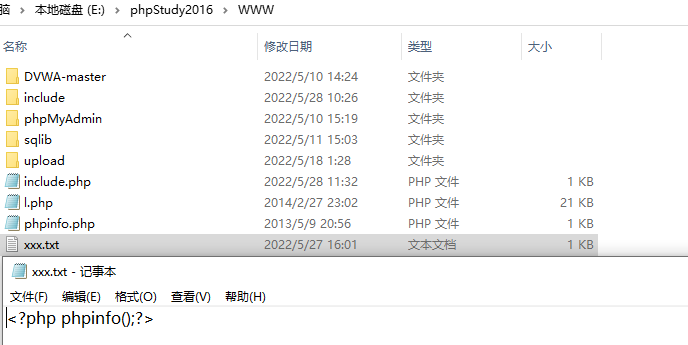 脑 › 本地磁盘 (E:) › phpStudy2016 › WWW
名称 修改日期 类型 大小
DVWA-master 2022/5/10 14:24 文件夹
include 2022/5/28 10:26 文件夹
phpMyAdmin 2022/5/10 15:19 文件夹
sqlib 2022/5/11 15:03 文件夹
upload 2022/5/18 1:28 文件夹
include.php 2022/5/28 11:32 PHP 文件 1 KB
l.php 2014/2/27 23:02 PHP 文件 21 KB
phpinfo.php 2013/5/9 20:56 PHP 文件 1 KB
xxx.txt 2022/5/27 16:01 文本文档 1 KB
xxx.txt - 记事本
文件(F) 编辑(E) 格式(O) 查看(V) 帮助(H)
<?php phpinfo();?>